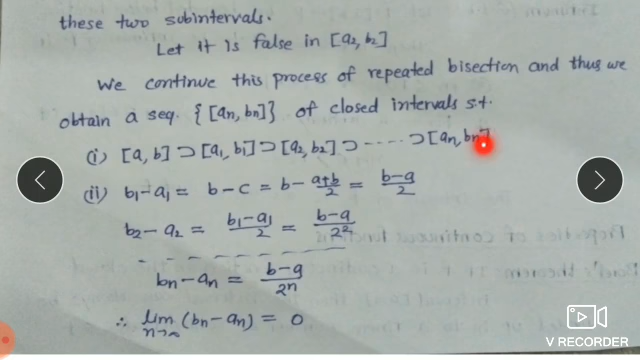 these two subintervals.
Let it is false in [a₂, b₂]
We continue this process of repeated bisection and thus we
obtain a seq. {[an, bn]} of closed intervals s.t.
(i) [a, b] ⊃ [a₁, b₁] ⊃ [a₂, b₂] ⊃ ----- ⊃ [an, bn]
(ii) b₁-a₁ = b-c = b- (a+b)/2 = (b-a)/2
b₂-a₂ = (b₁-a₁)/2 = (b-a)/2²
- - - - - - - - -
bn-an = (b-a)/2ⁿ
∴ lim n→∞ (bn-an) = 0
V RECORDER